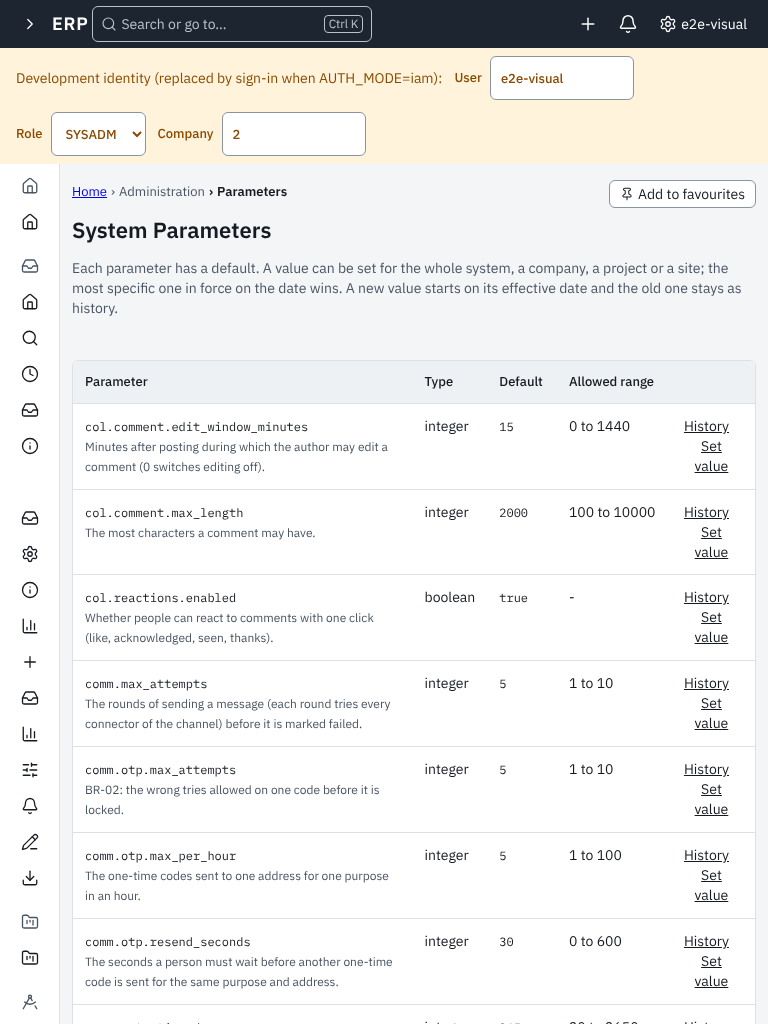 ERP
Search or go to...
Ctrl K
e2e-visual
Development identity (replaced by sign-in when AUTH_MODE=iam):
User
e2e-visual
Role
SYSADM
Company
2
Home › Administration › Parameters
Add to favourites
System Parameters
Each parameter has a default. A value can be set for the whole system, a company, a project or a site; the
most specific one in force on the date wins. A new value starts on its effective date and the old one stays as
history.
Parameter Type Default Allowed range
col.comment.edit_window_minutes integer 15 0 to 1440 History
Minutes after posting during which the author may edit a Set
comment (0 switches editing off). value
col.comment.max_length integer 2000 100 to 10000 History
The most characters a comment may have. Set
value
col.reactions.enabled boolean true - History
Whether people can react to comments with one click Set
(like, acknowledged, seen, thanks). value
comm.max_attempts integer 5 1 to 10 History
The rounds of sending a message (each round tries every Set
connector of the channel) before it is marked failed. value
comm.otp.max_attempts integer 5 1 to 10 History
BR-02: the wrong tries allowed on one code before it is Set
locked. value
comm.otp.max_per_hour integer 5 1 to 100 History
The one-time codes sent to one address for one purpose Set
in an hour. value
comm.otp.resend_seconds integer 30 0 to 600 History
The seconds a person must wait before another one-time Set
code is sent for the same purpose and address. value